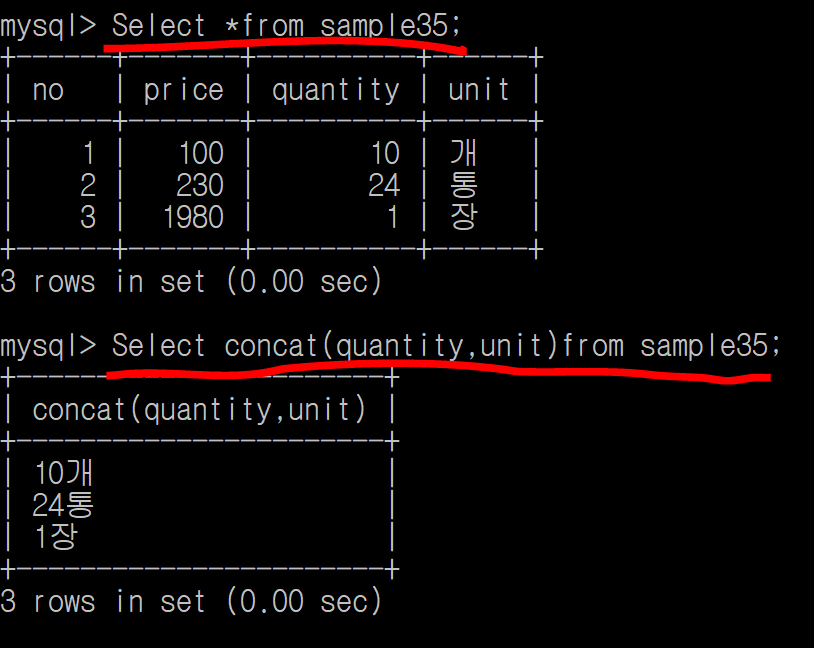 mysql> Select *from sample35;
+------+-------+----------+------+
| no   | price | quantity | unit |
+------+-------+----------+------+
|    1 |   100 |       10 | 개   |
|    2 |   230 |       24 | 통   |
|    3 |  1980 |        1 | 장   |
+------+-------+----------+------+
3 rows in set (0.00 sec)
mysql> Select concat(quantity,unit)from sample35;
+-----------------------+
| concat(quantity,unit) |
+-----------------------+
| 10개                  |
| 24통                  |
| 1장                   |
+-----------------------+
3 rows in set (0.00 sec)